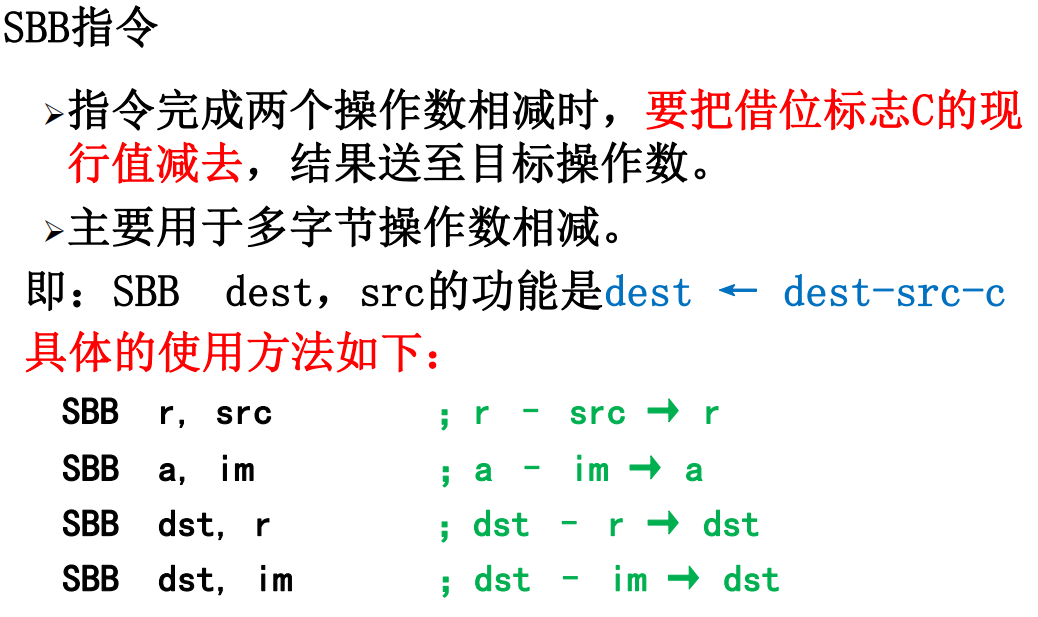 SBB指令
➢指令完成两个操作数相减时，要把借位标志C的现
行值减去，结果送至目标操作数。
➢主要用于多字节操作数相减。
即：SBB dest，src的功能是dest ← dest-src-c
具体的使用方法如下：
SBB r, src ；r - src → r
SBB a, im ；a - im → a
SBB dst, r ；dst - r → dst
SBB dst, im ；dst - im → dst